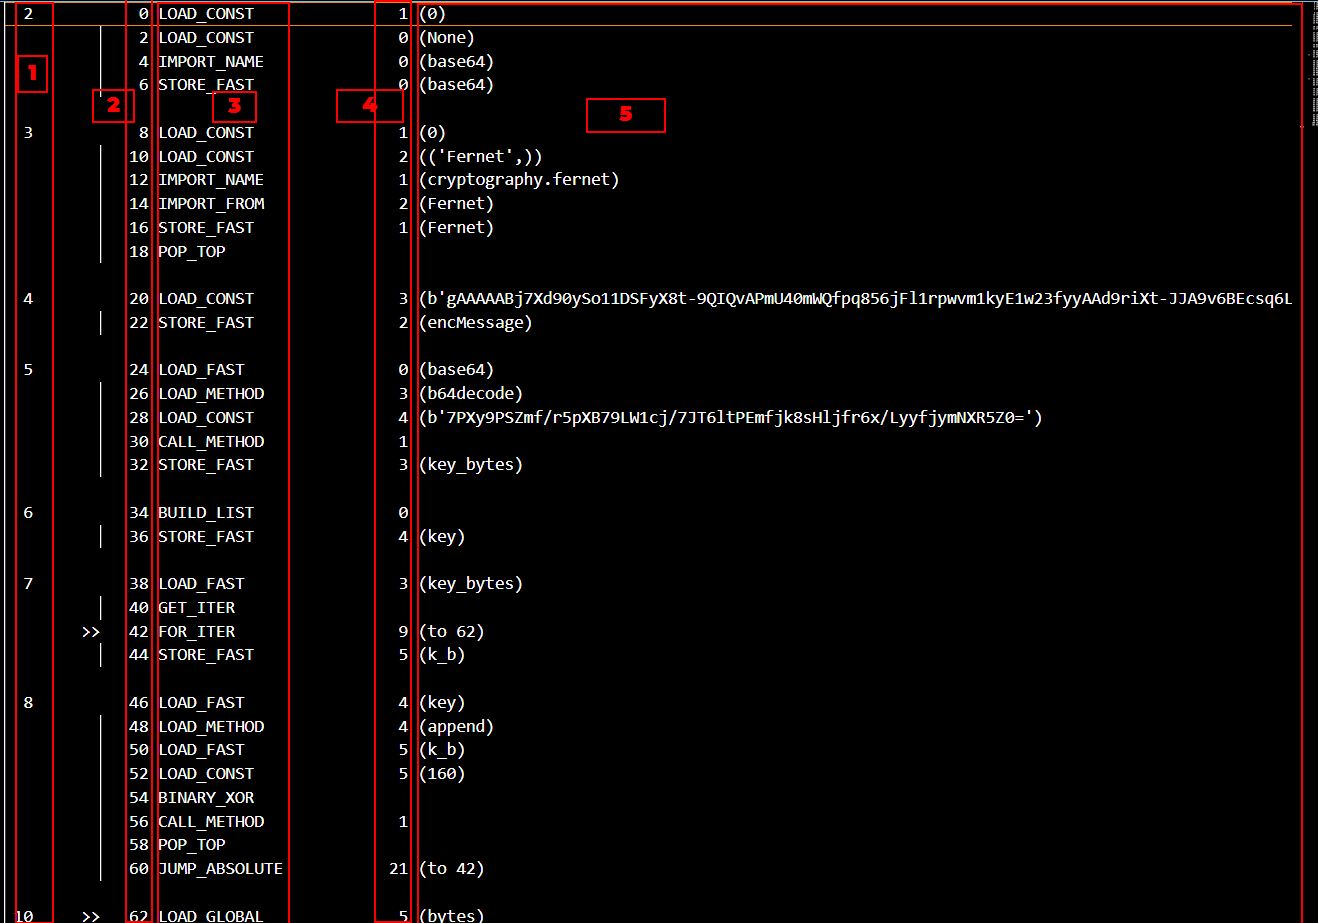 2 0 LOAD_CONST 1 (0)
2 LOAD_CONST 0 (None)
4 IMPORT_NAME 0 (base64)
6 STORE_FAST 0 (base64)
1
2 3 4 5
3 8 LOAD_CONST 1 (0)
10 LOAD_CONST 2 (('Fernet',))
12 IMPORT_NAME 1 (cryptography.fernet)
14 IMPORT_FROM 2 (Fernet)
16 STORE_FAST 1 (Fernet)
18 POP_TOP
4 20 LOAD_CONST 3 (b'gAAAAABj7Xd90ySo11DSFyX8t-9QIQvAPmU40mWQfpq856jFl1rpwvm1kyE1w23fyyAAd9riXt-JJA9v6BEcsq6L
22 STORE_FAST 2 (encMessage)
5 24 LOAD_FAST 0 (base64)
26 LOAD_METHOD 3 (b64decode)
28 LOAD_CONST 4 (b'7PXy9PSZmf/r5pXB79LW1cj/7JT6ltPEmfjk8sHljfr6x/LyyfjymNXR5Z0=')
30 CALL_METHOD 1
32 STORE_FAST 3 (key_bytes)
6 34 BUILD_LIST 0
36 STORE_FAST 4 (key)
7 38 LOAD_FAST 3 (key_bytes)
40 GET_ITER
>> 42 FOR_ITER 9 (to 62)
44 STORE_FAST 5 (k_b)
8 46 LOAD_FAST 4 (key)
48 LOAD_METHOD 4 (append)
50 LOAD_FAST 5 (k_b)
52 LOAD_CONST 5 (160)
54 BINARY_XOR
56 CALL_METHOD 1
58 POP_TOP
60 JUMP_ABSOLUTE 21 (to 42)
10 >> 62 LOAD_GLOBAL 5 (bytes)